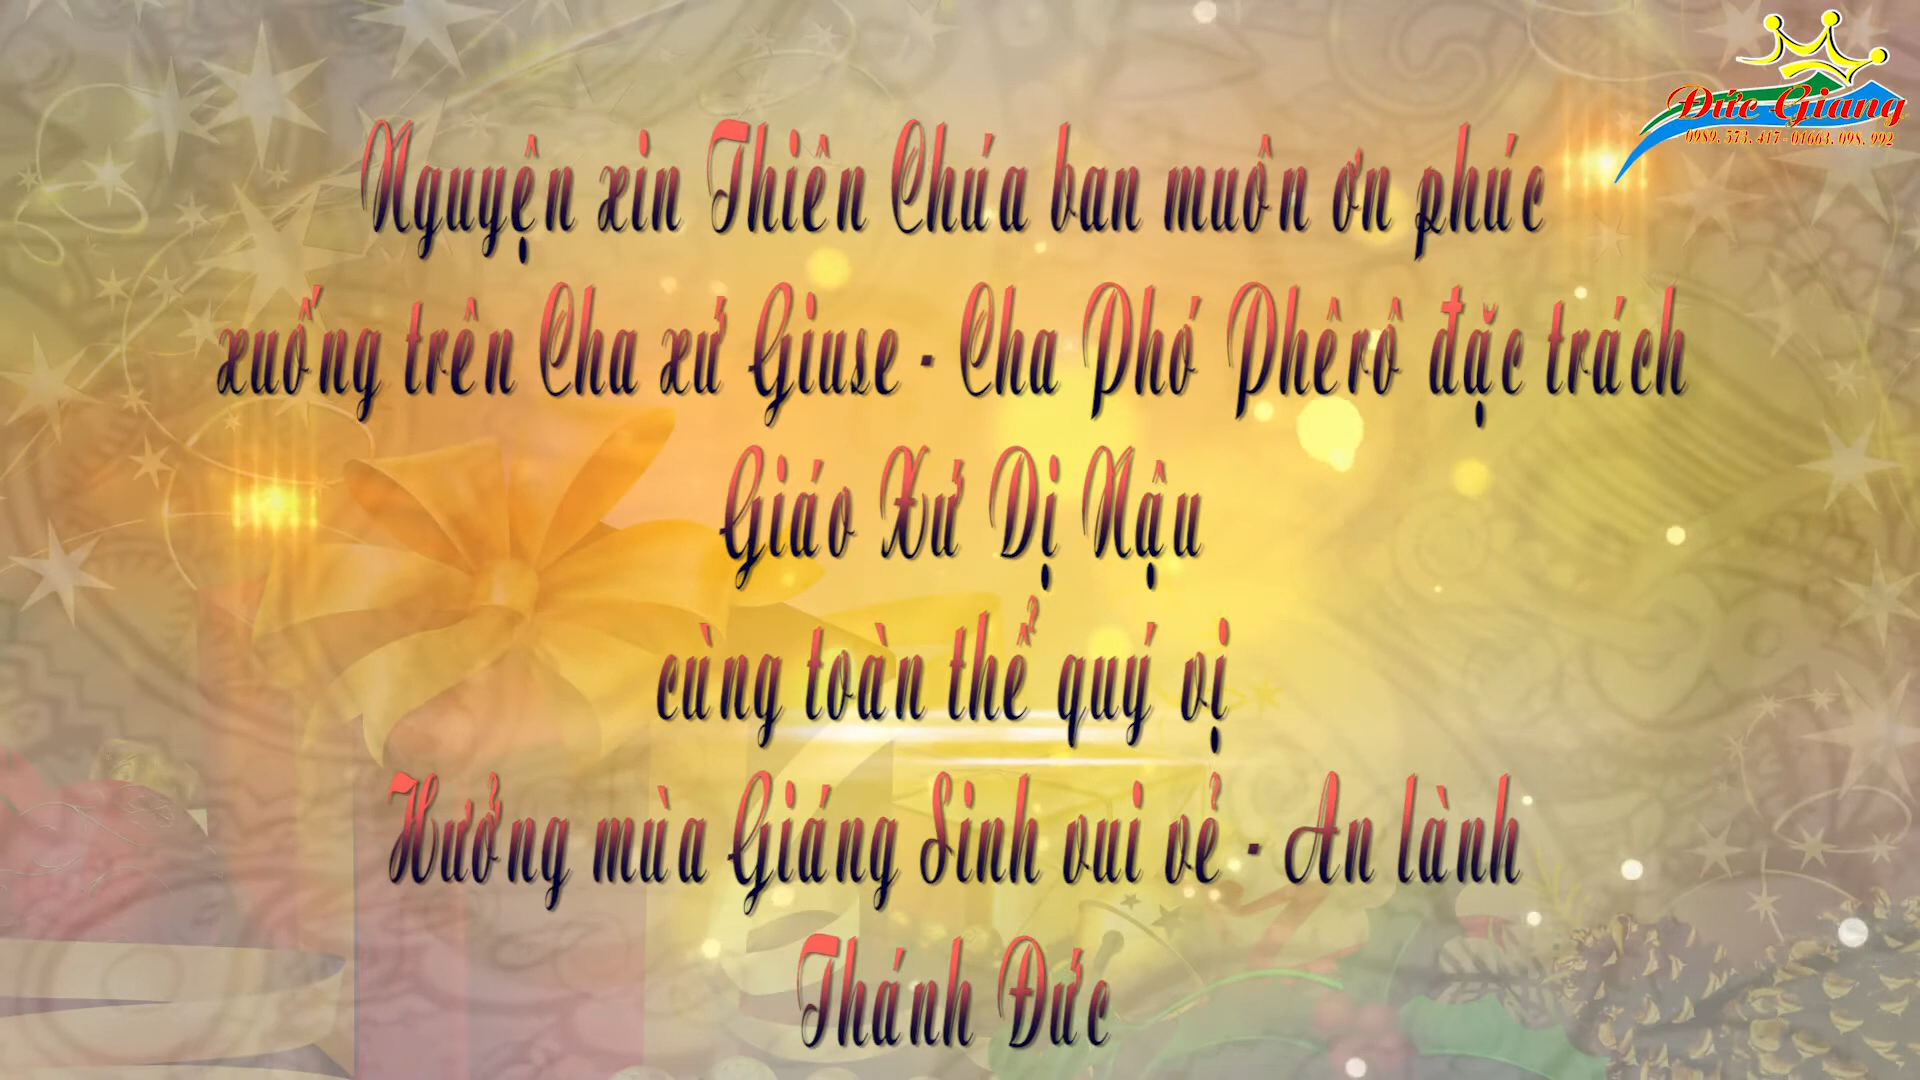 Đức Giang
0989. 573. 417 - 01663. 098. 992
Nguyện xin Thiên Chúa ban muôn ơn phúc
xuống trên Cha xứ Giuse - Cha Phó Phêrô đặc trách
Giáo Xứ Dị Nậu
cùng toàn thể quý vị
Hưởng mùa Giáng Sinh vui vẻ - An lành
Thánh Đức